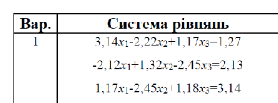 Вар. Система рівнянь
1 3,14x₁-2,22x₂+1,17x₃=1,27
-2,12x₁+1,32x₂-2,45x₃=2,13
1,17x₁-2,45x₂+1,18x₃=3,14